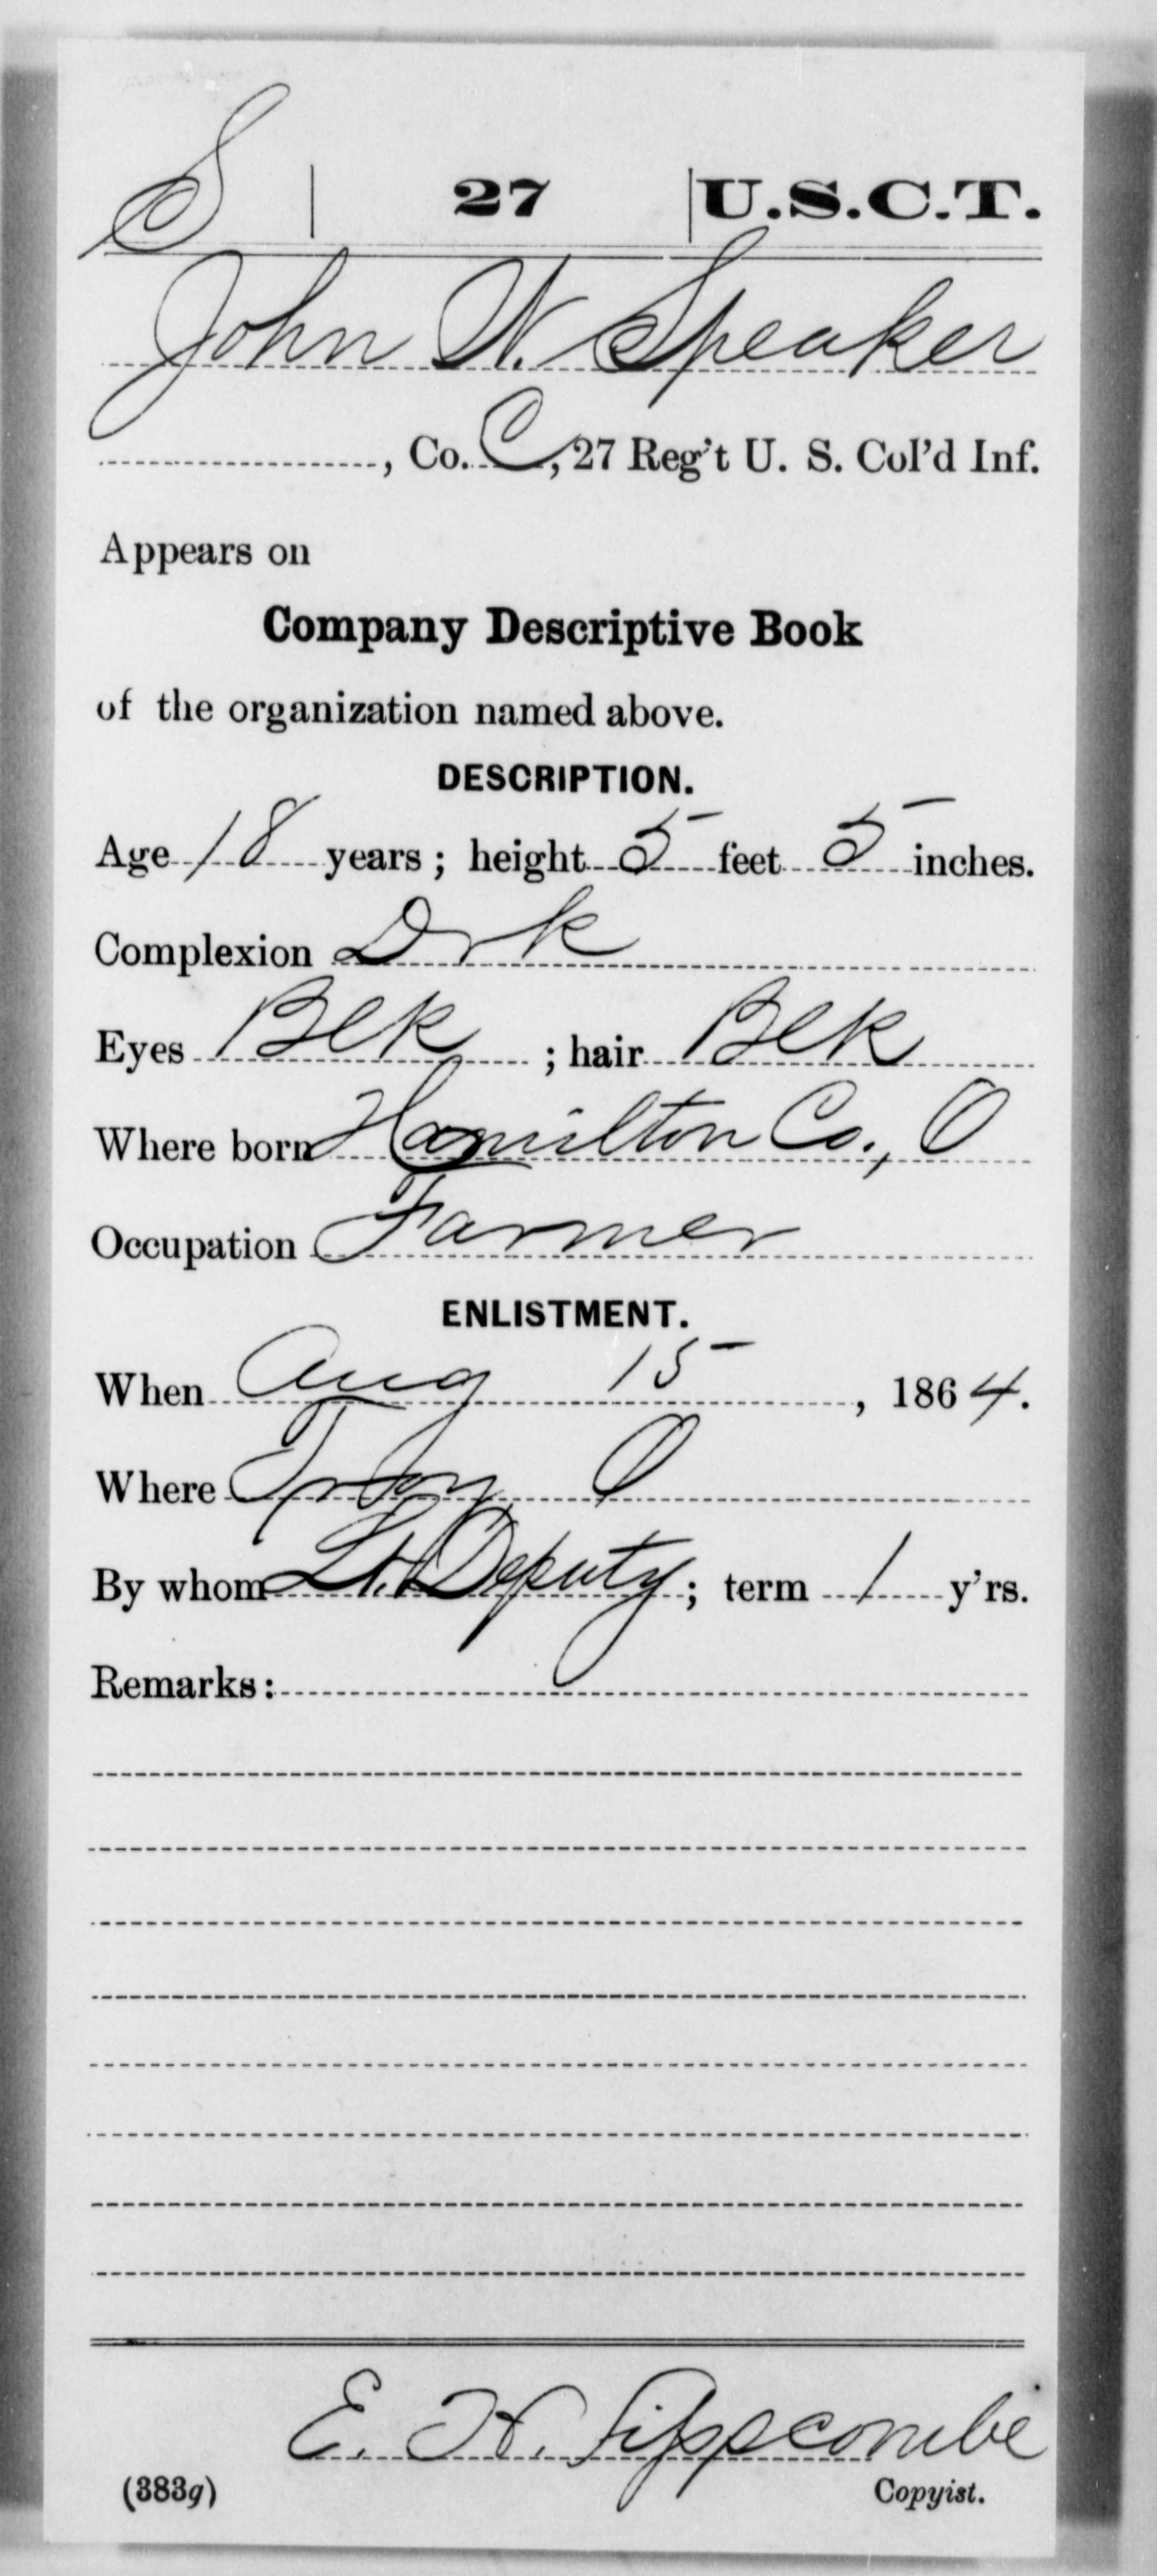 S | 27 | U.S.C.T.
John W. Speaker
, Co. C, 27 Reg't U. S. Col'd Inf.
Appears on
Company Descriptive Book
of the organization named above.
DESCRIPTION.
Age 18 years; height 5 feet 5 inches.
Complexion Drk
Eyes Blk ; hair Blk
Where born Hamilton Co., O
Occupation Farmer
ENLISTMENT.
When Aug 15, 1864.
Where Troy O
By whom Lt. Deputy; term 1 y'rs.
Remarks:
E. H. Lippscombe
(383g) Copyist.